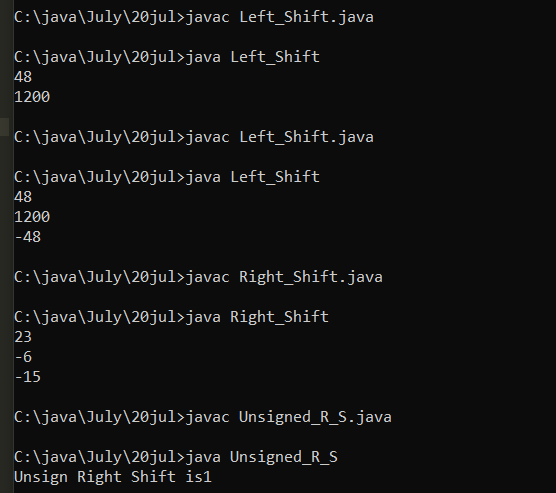 C:\java\July\20jul>javac Left_Shift.java
C:\java\July\20jul>java Left_Shift
48
1200
C:\java\July\20jul>javac Left_Shift.java
C:\java\July\20jul>java Left_Shift
48
1200
-48
C:\java\July\20jul>javac Right_Shift.java
C:\java\July\20jul>java Right_Shift
23
-6
-15
C:\java\July\20jul>javac Unsigned_R_S.java
C:\java\July\20jul>java Unsigned_R_S
Unsign Right Shift is1